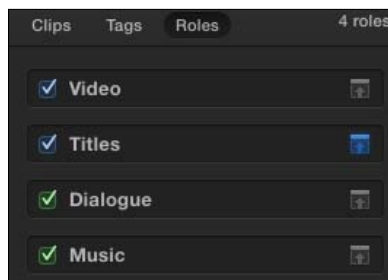 Clips Tags Roles 4 roles
Video
Titles
Dialogue
Music